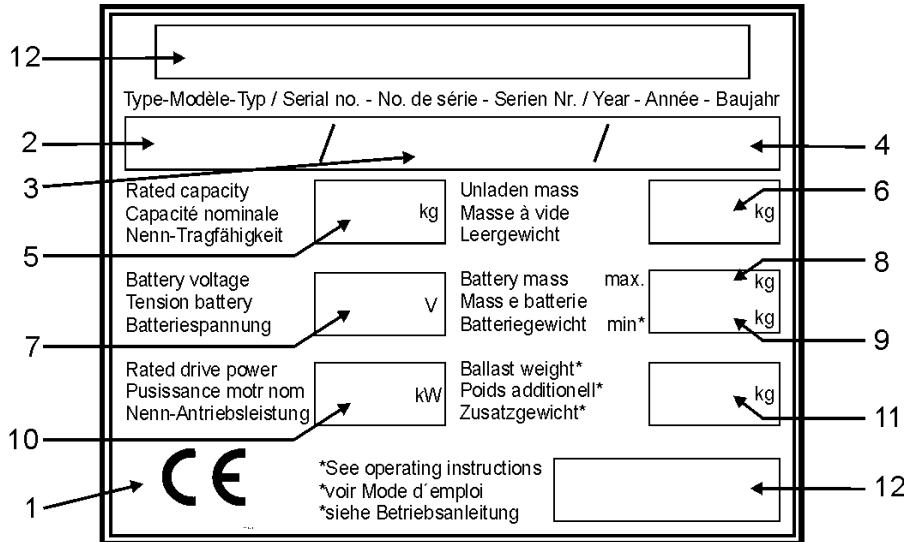 12
Type-Modèle-Typ / Serial no. - No. de série - Serien Nr. / Year - Année - Baujahr
2 / / 4
3
Rated capacity
Capacité nominale
Nenn-Tragfähigkeit
kg
5
Unladen mass
Masse à vide
Leergewicht
kg
6
Battery voltage
Tension battery
Batteriespannung
V
7
Battery mass max.
Mass e batterie
Batteriegewicht min*
kg
kg
8
9
Rated drive power
Pusissance motr nom
Nenn-Antriebsleistung
kW
10
Ballast weight*
Poids additionell*
Zusatzgewicht*
kg
11
1
CE
*See operating instructions
*voir Mode d´emploi
*siehe Betriebsanleitung
12